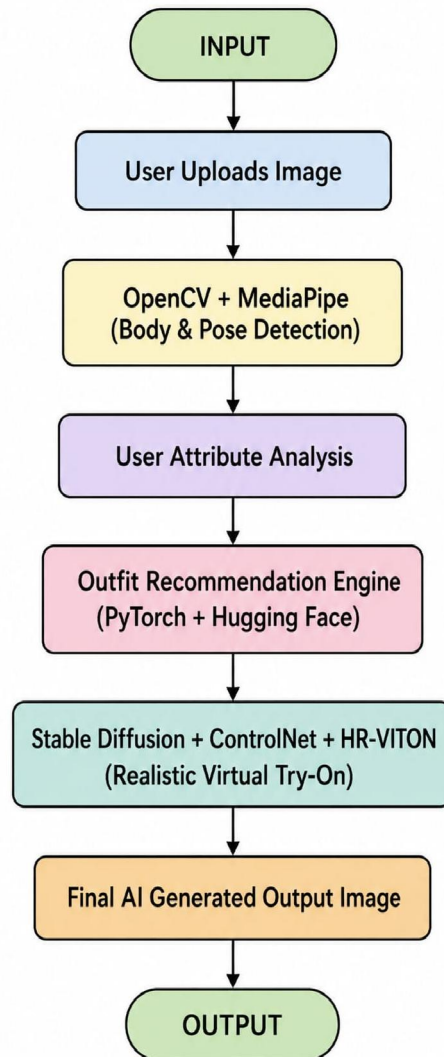 INPUT
User Uploads Image
OpenCV + MediaPipe
(Body & Pose Detection)
User Attribute Analysis
Outfit Recommendation Engine
(PyTorch + Hugging Face)
Stable Diffusion + ControlNet + HR-VITON
(Realistic Virtual Try-On)
Final AI Generated Output Image
OUTPUT